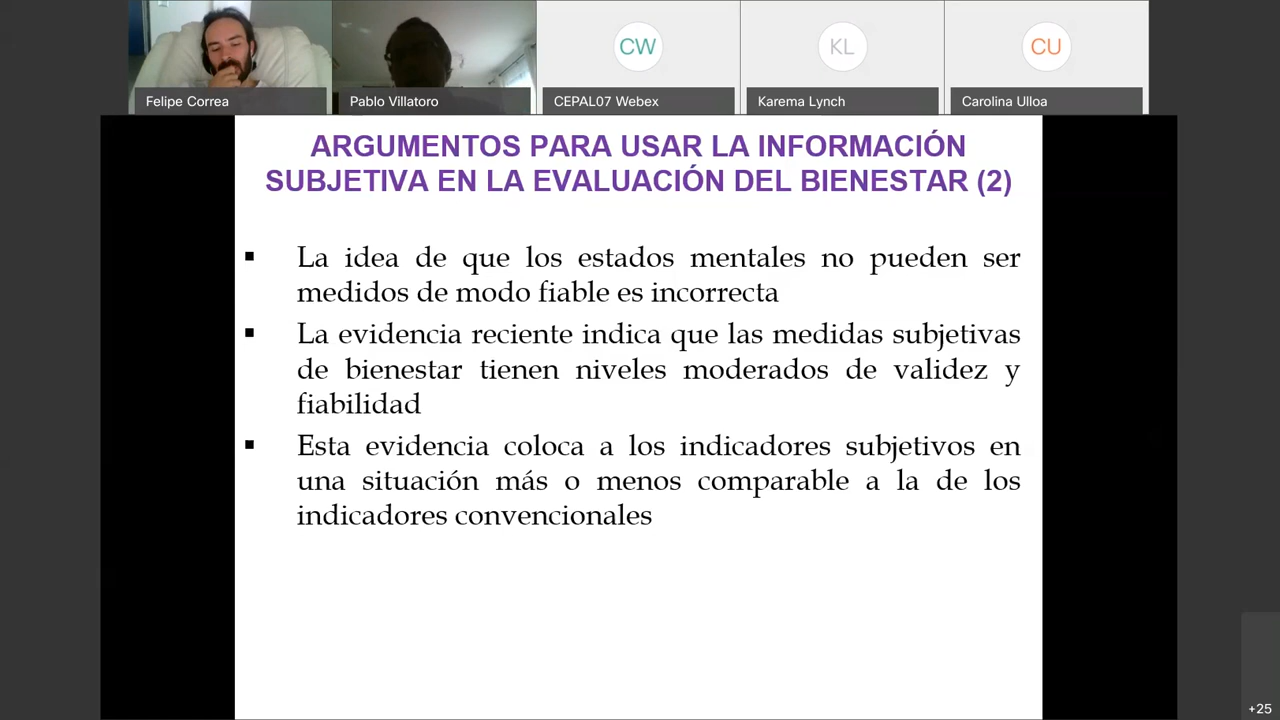 CW
KL
CU
Felipe Correa
Pablo Villatoro
CEPAL07 Webex
Karema Lynch
Carolina Ulloa
ARGUMENTOS PARA USAR LA INFORMACIÓN
SUBJETIVA EN LA EVALUACIÓN DEL BIENESTAR (2)
▪ La idea de que los estados mentales no pueden ser
medidos de modo fiable es incorrecta
▪ La evidencia reciente indica que las medidas subjetivas
de bienestar tienen niveles moderados de validez y
fiabilidad
▪ Esta evidencia coloca a los indicadores subjetivos en
una situación más o menos comparable a la de los
indicadores convencionales
+25